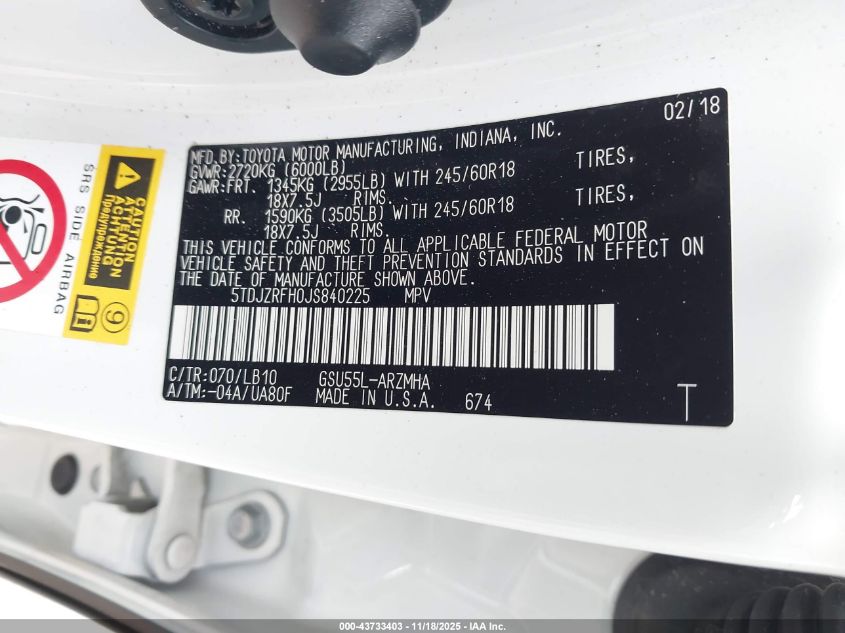 02/18
MFD.BY:TOYOTA MOTOR MANUFACTURING, INDIANA, INC.
GVWR:2720KG (6000LB)
GAWR:FRT. 1345KG (2955LB) WITH 245/60R18 TIRES,
18X7.5J RIMS.
RR. 1590KG (3505LB) WITH 245/60R18 TIRES,
18X7.5J RIMS.
THIS VEHICLE CONFORMS TO ALL APPLICABLE FEDERAL MOTOR
VEHICLE SAFETY AND THEFT PREVENTION STANDARDS IN EFFECT ON
THE DATE OF MANUFACTURE SHOWN ABOVE.
5TDJZRFH0JS840225 MPV
C/TR:070/LB10 GSU55L-ARZMHA
A/TM:-04A/UA80F MADE IN U.S.A. 674
T
SRS SIDE AIRBAG
CAUTION
ATTENTION
ACHTUNG
Предупреждение
9
000-43733403 - 11/18/2025 - IAA Inc.